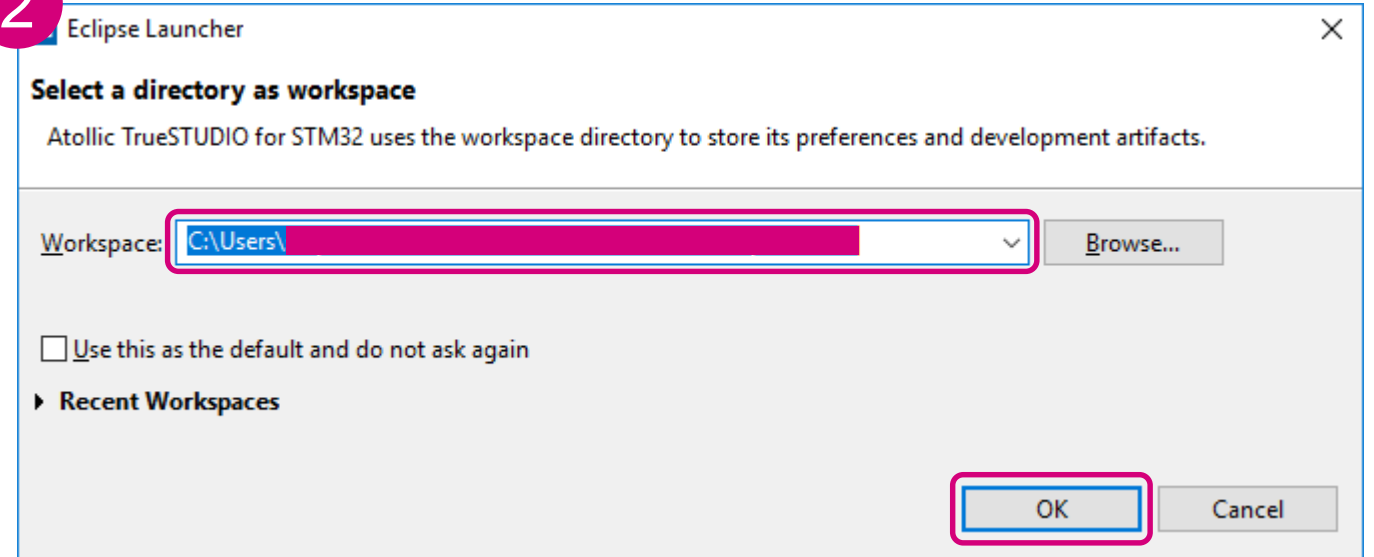 2
Eclipse Launcher
Select a directory as workspace
Atollic TrueSTUDIO for STM32 uses the workspace directory to store its preferences and development artifacts.
Workspace: C:\Users\ Browse...
Use this as the default and do not ask again
Recent Workspaces
OK Cancel